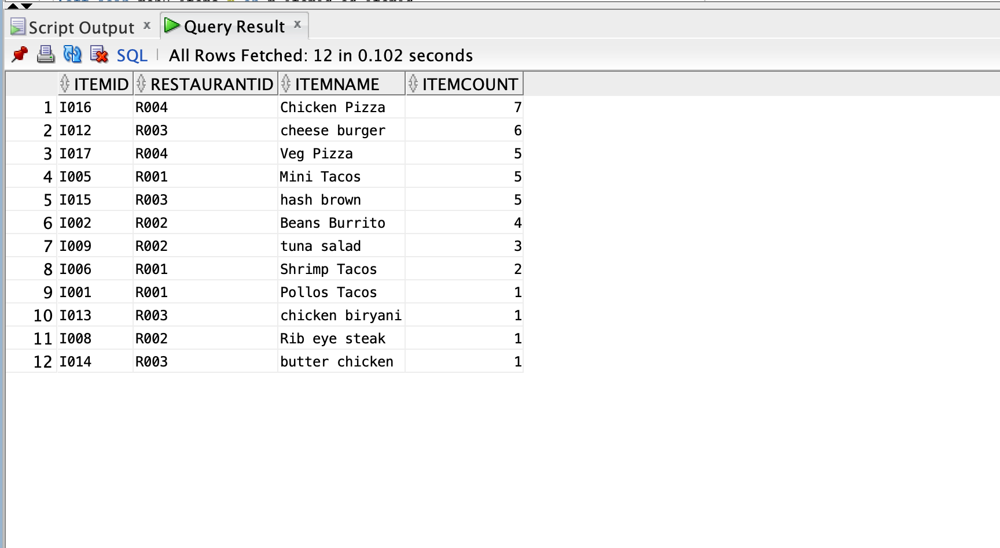 Script Output x Query Result x
SQL All Rows Fetched: 12 in 0.102 seconds
ITEMID RESTAURANTID ITEMNAME ITEMCOUNT
1 I016 R004 Chicken Pizza 7
2 I012 R003 cheese burger 6
3 I017 R004 Veg Pizza 5
4 I005 R001 Mini Tacos 5
5 I015 R003 hash brown 5
6 I002 R002 Beans Burrito 4
7 I009 R002 tuna salad 3
8 I006 R001 Shrimp Tacos 2
9 I001 R001 Pollos Tacos 1
10 I013 R003 chicken biryani 1
11 I008 R002 Rib eye steak 1
12 I014 R003 butter chicken 1